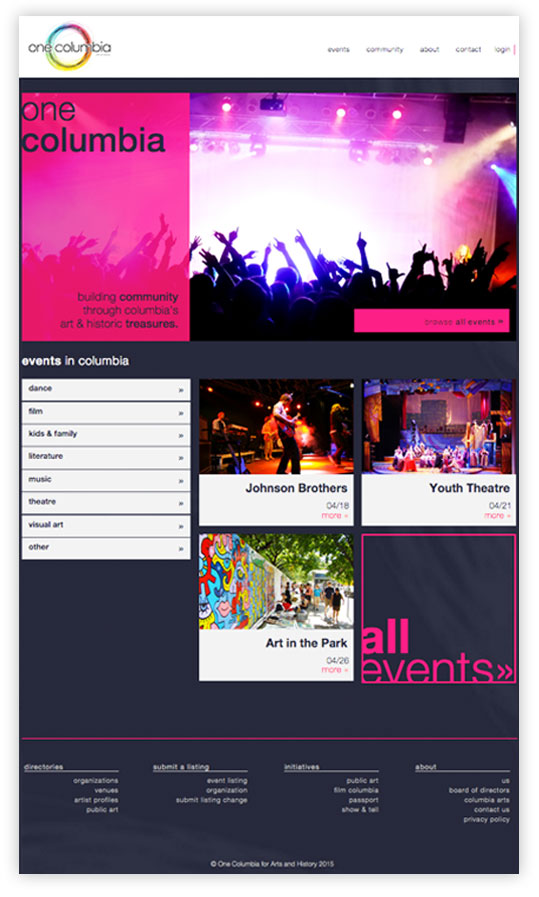 one columbia
events community about contact login
one
columbia
building community
through columbia's
art & historic treasures.
browse all events »
events in columbia
dance »
film »
kids & family »
literature »
music »
theatre »
visual art »
other »
Johnson Brothers
04/18
more +
Youth Theatre
04/21
more +
Art in the Park
04/26
more +
all
events»
directories
organizations
venues
artist profiles
public art
submit a listing
event listing
organization
submit listing change
initiatives
public art
film columbia
passport
show & tell
about
us
board of directors
columbia arts
contact us
privacy policy
© One Columbia for Arts and History 2015